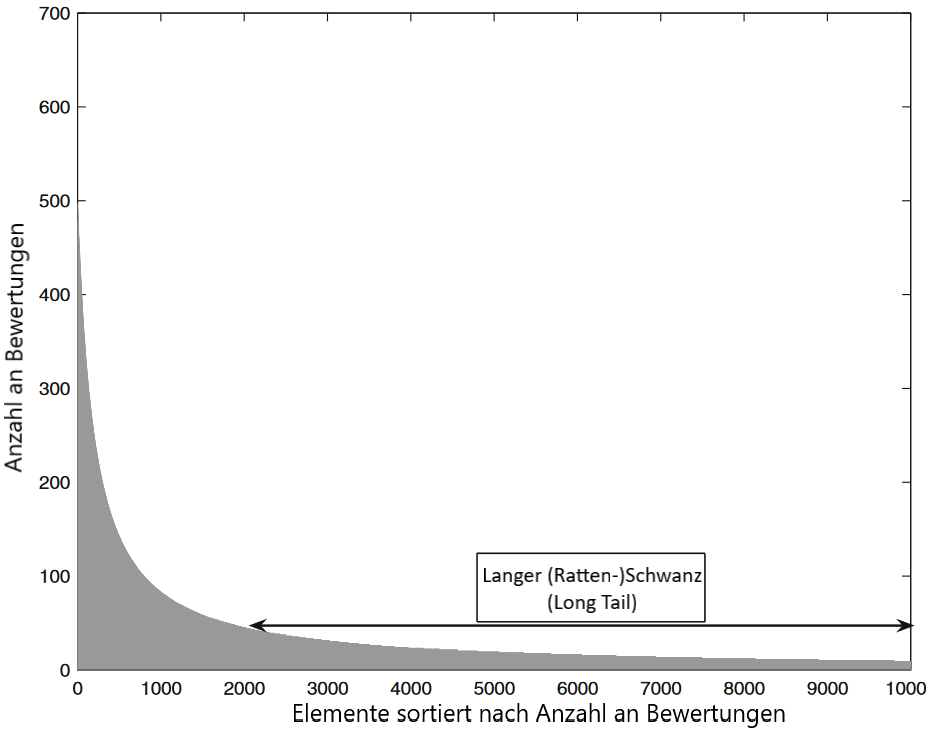 700
600
500
400
300
200
100
0
Anzahl an Bewertungen
Langer (Ratten-)Schwanz
(Long Tail)
0 1000 2000 3000 4000 5000 6000 7000 8000 9000 1000
Elemente sortiert nach Anzahl an Bewertungen